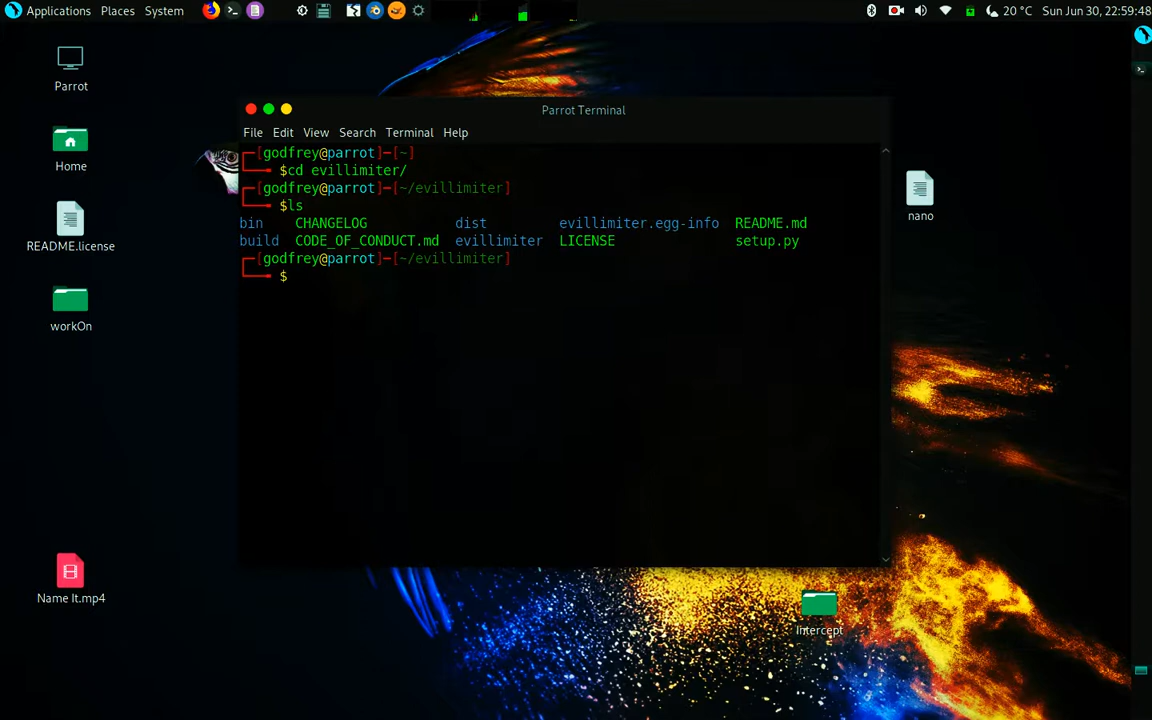 Applications Places System
20 °C Sun Jun 30, 22:59:48
Parrot
Home
README.license
workOn
Name It.mp4
nano
Intercept
Parrot Terminal
File Edit View Search Terminal Help
┌─[godfrey@parrot]─[~]
└──╼ $cd evillimiter/
┌─[godfrey@parrot]─[~/evillimiter]
└──╼ $ls
bin CHANGELOG dist evillimiter.egg-info README.md
build CODE_OF_CONDUCT.md evillimiter LICENSE setup.py
┌─[godfrey@parrot]─[~/evillimiter]
└──╼ $